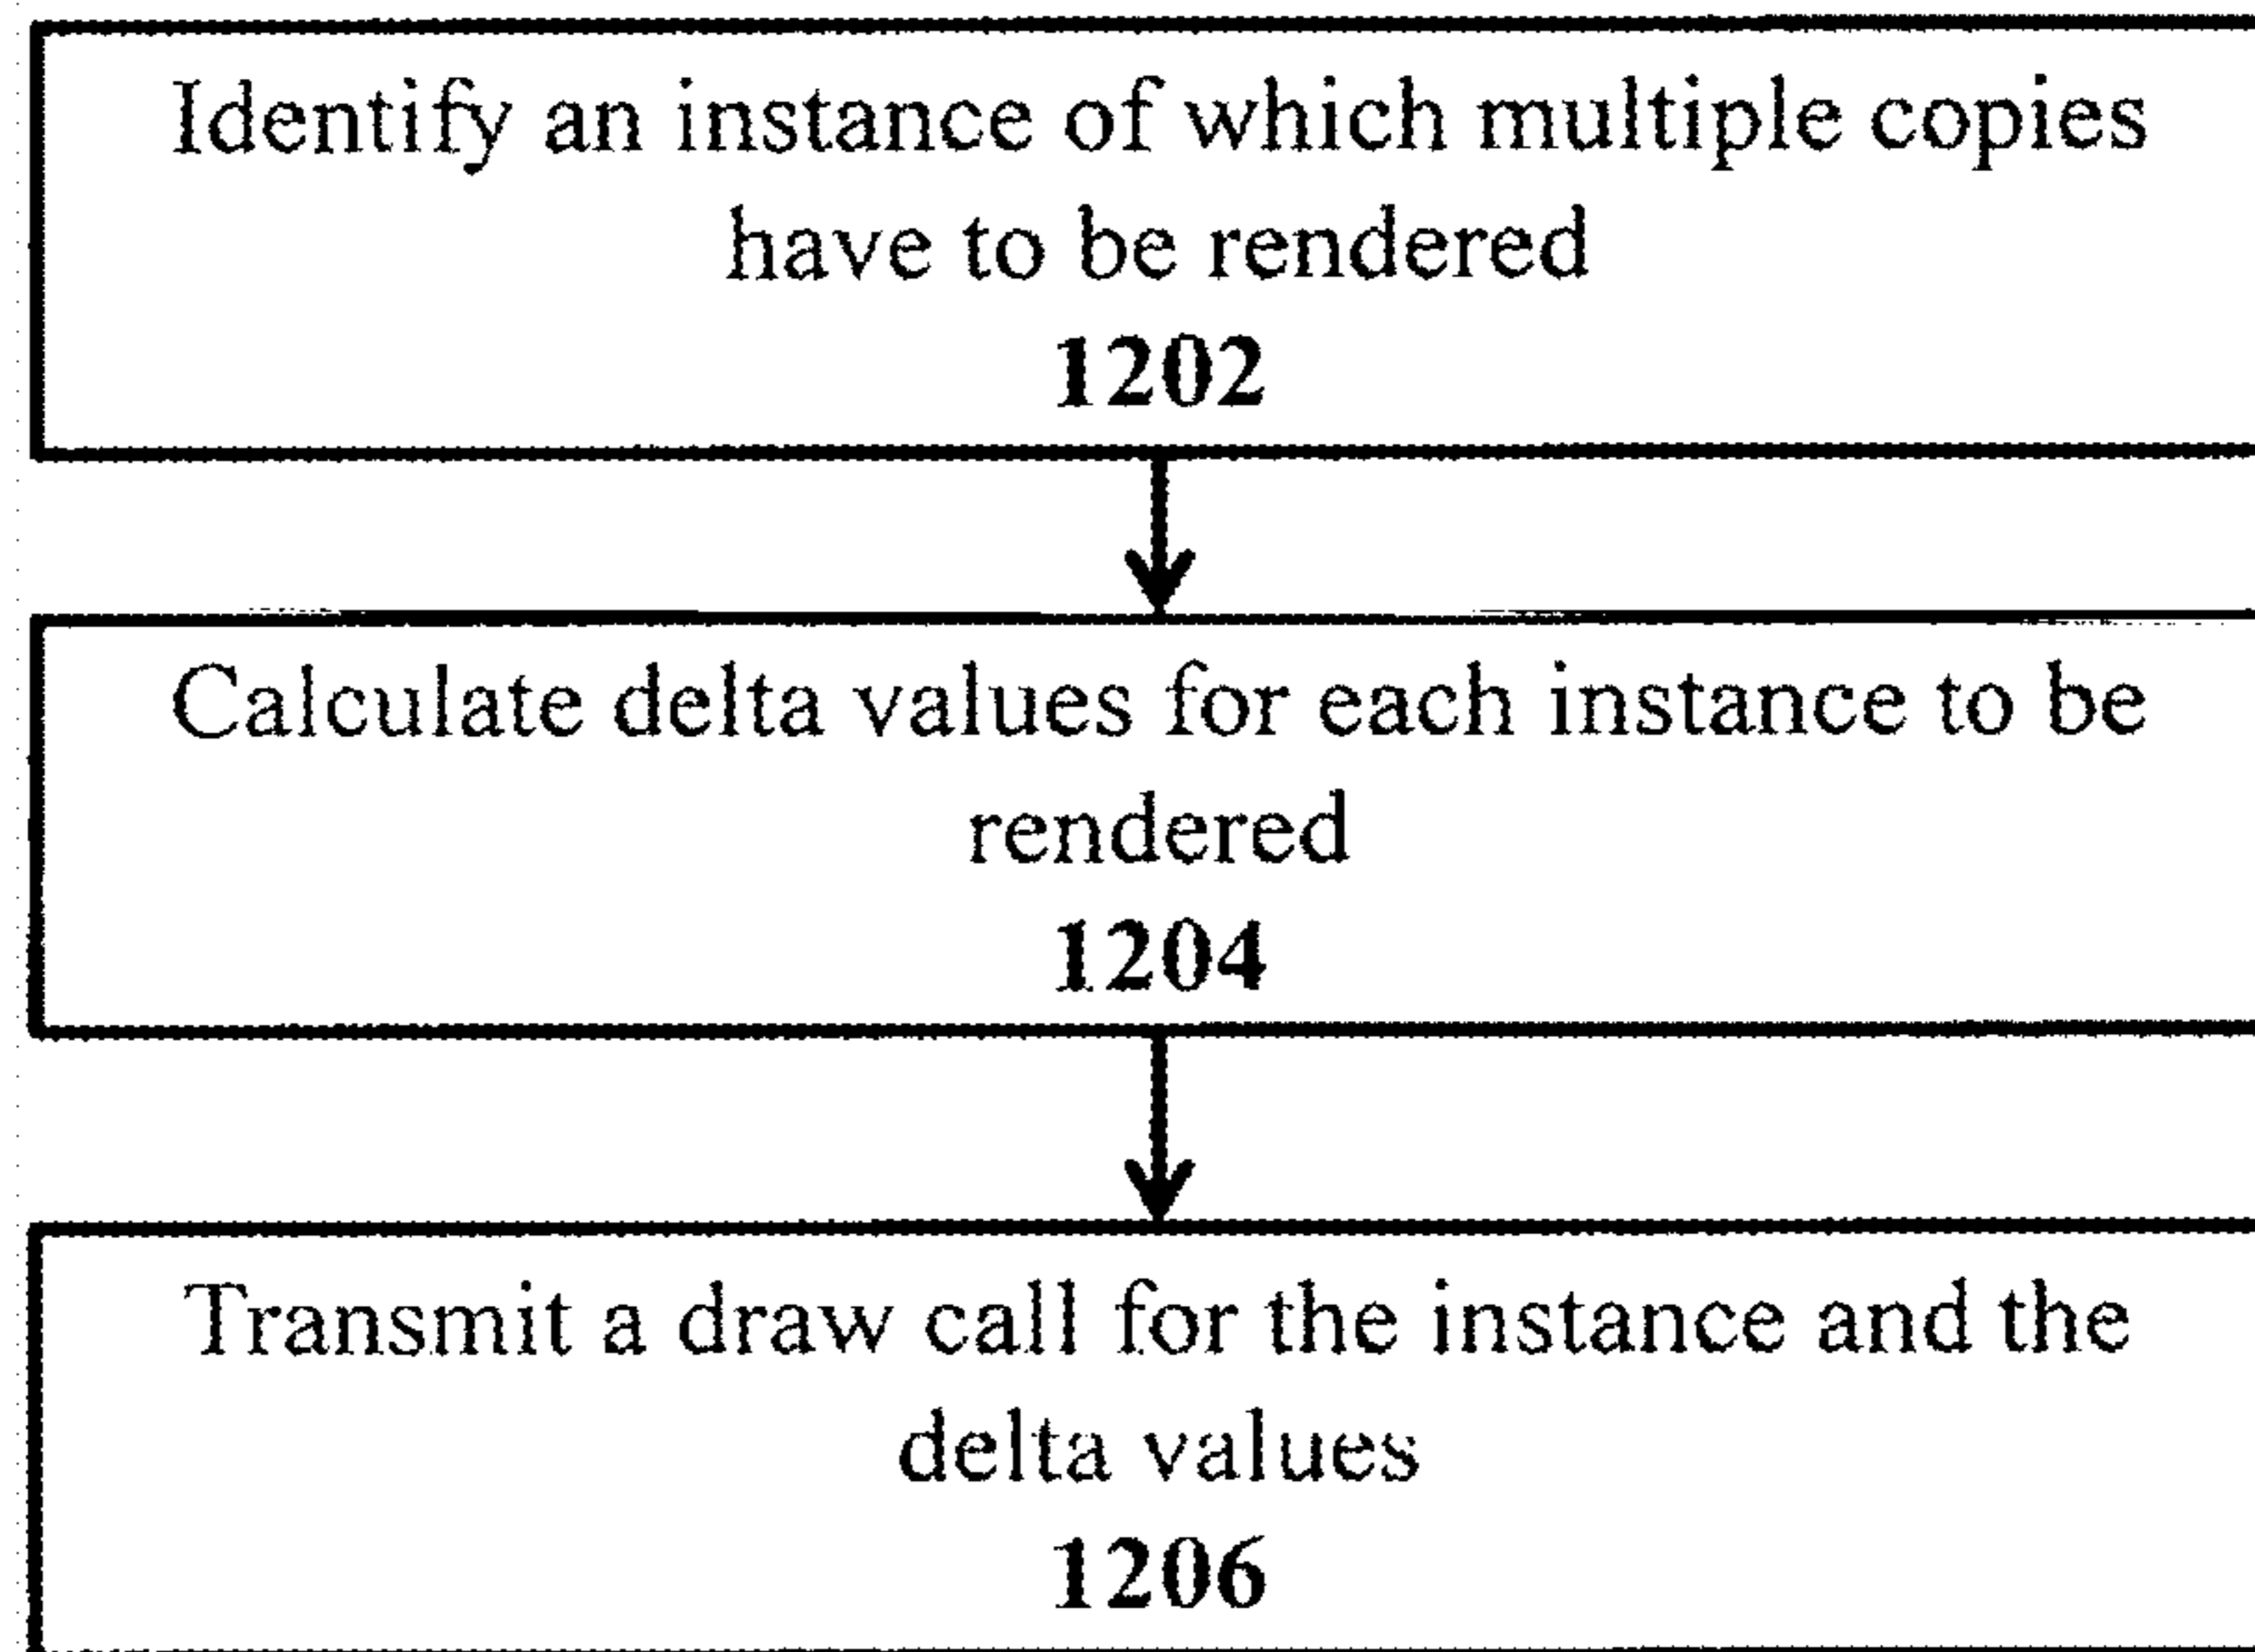 Identify an instance of which multiple copies
have to be rendered
1202
Calculate delta values for each instance to be
rendered
1204
Transmit a draw call for the instance and the
delta values
1206